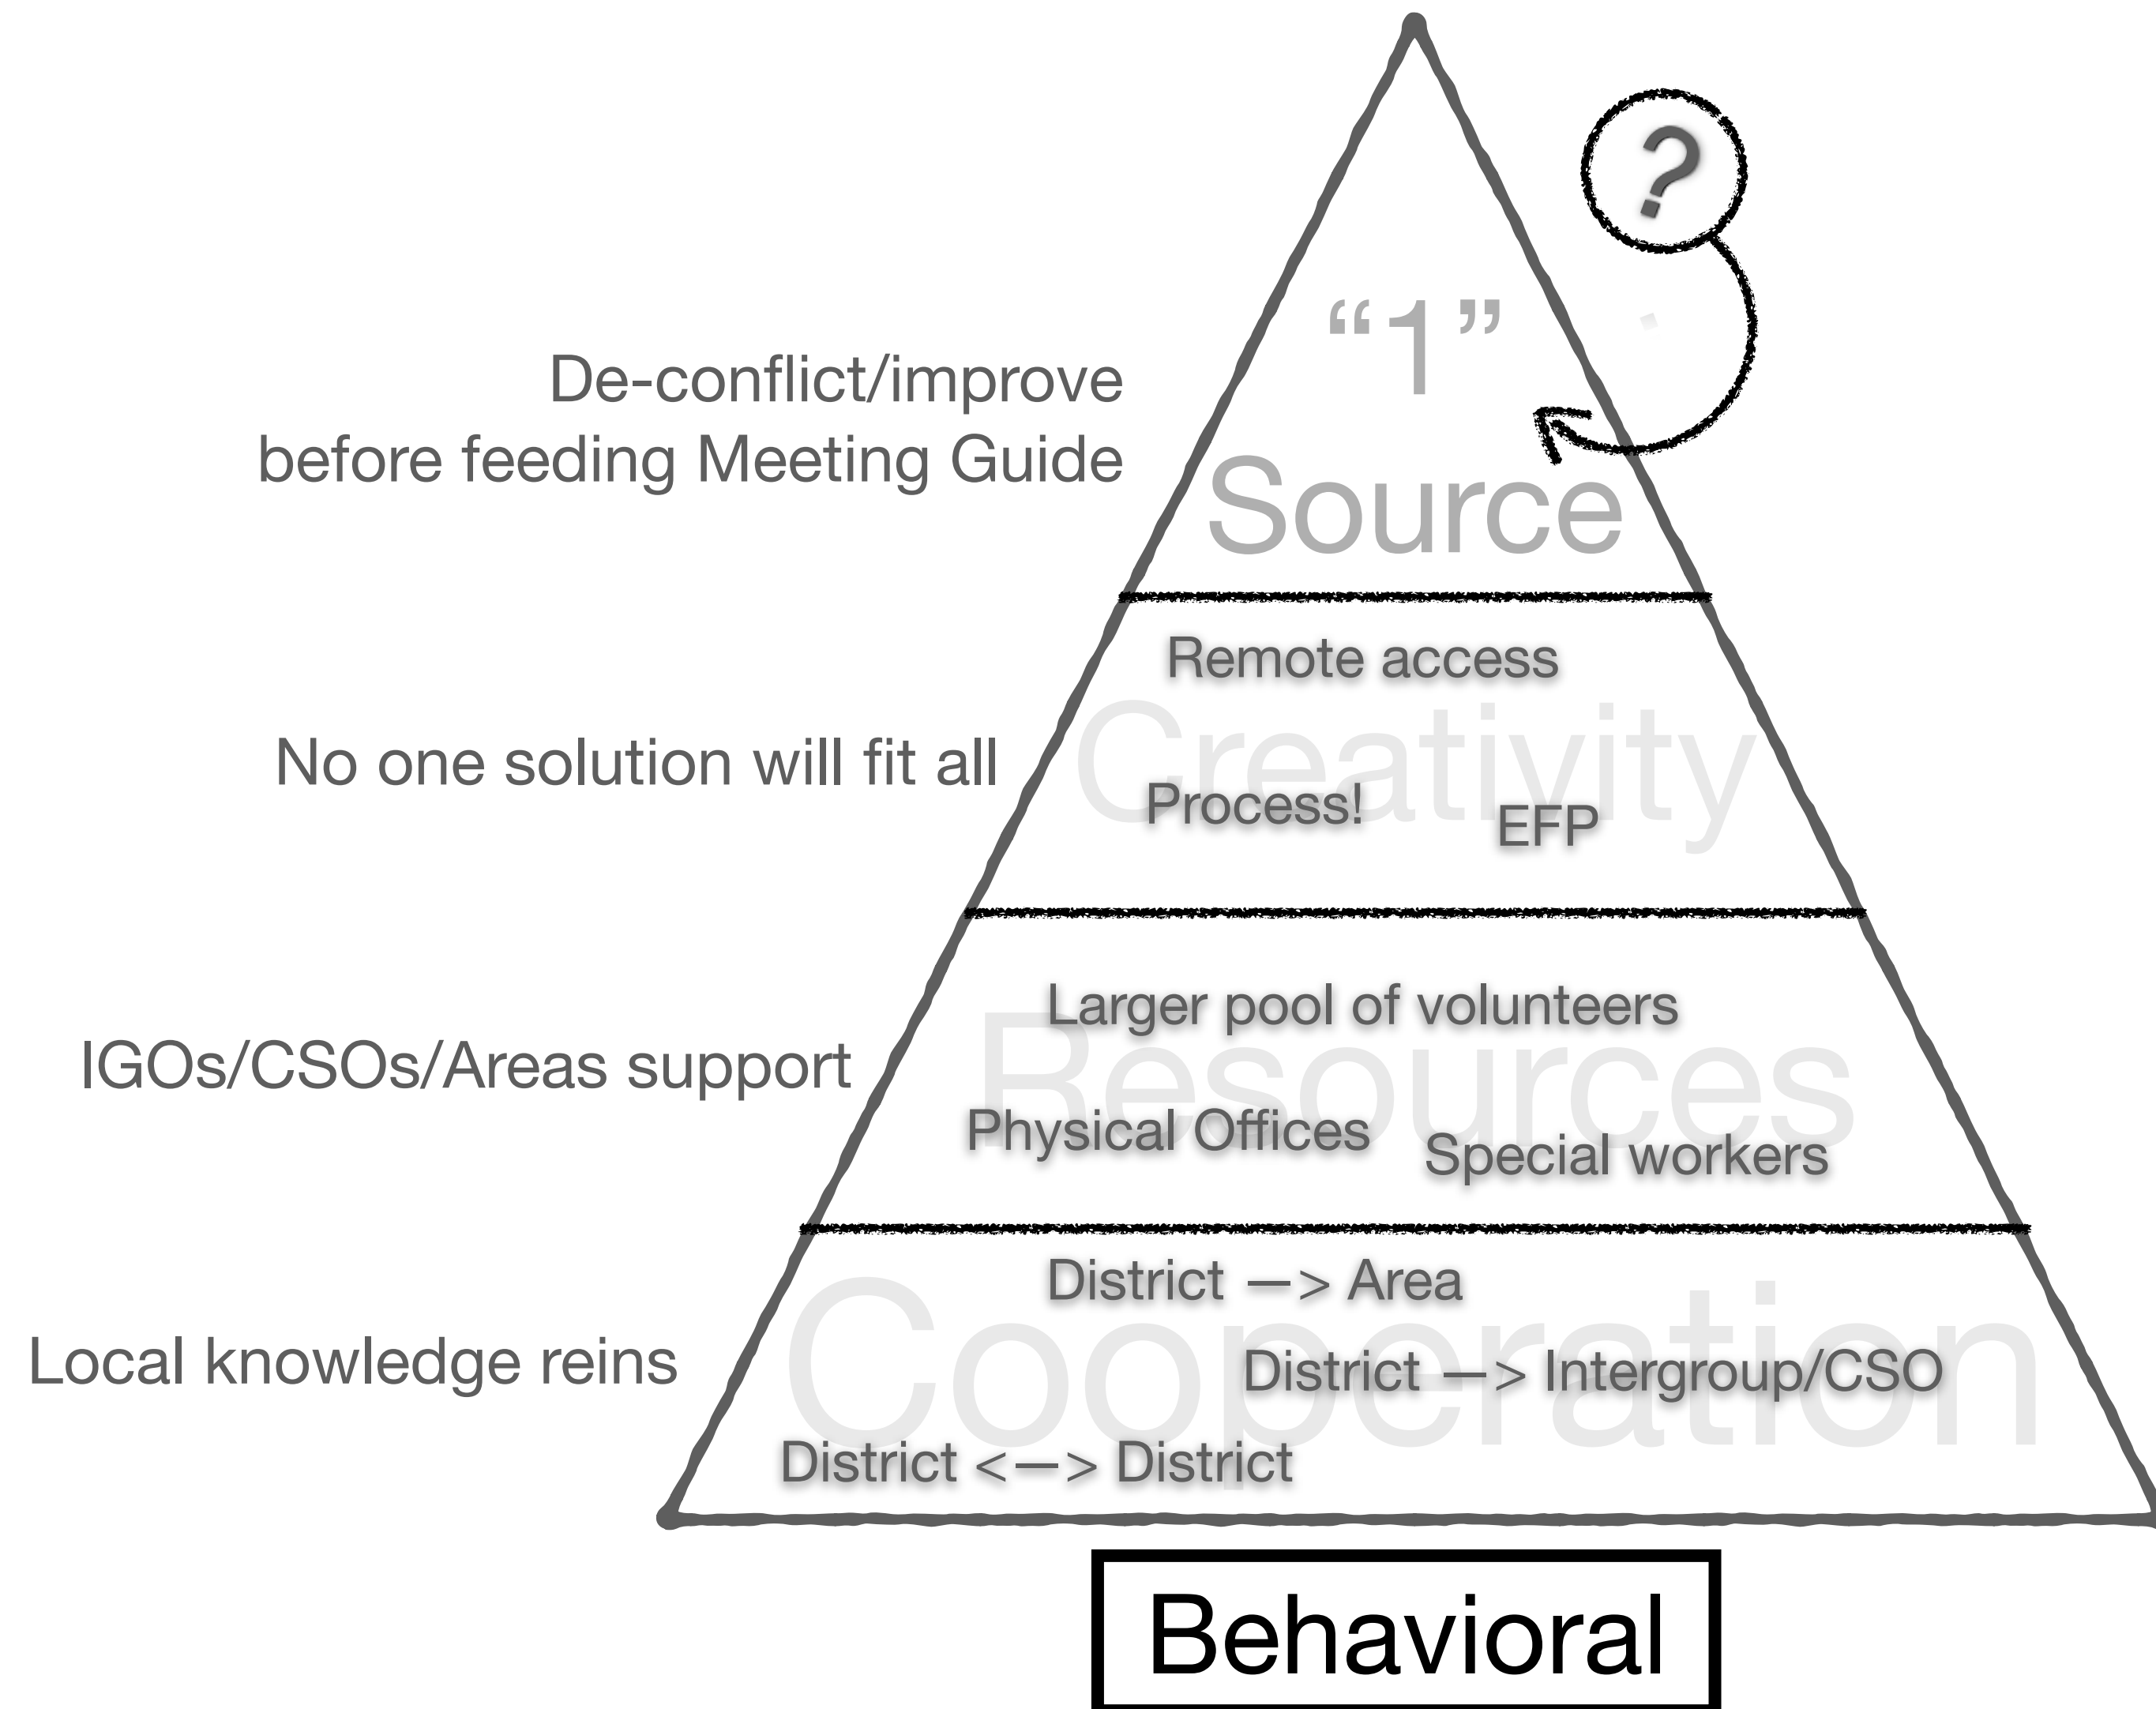 ?
“1”
De-conflict/improve
before feeding Meeting Guide
Source
Remote access
Creativity
No one solution will fit all
Process!
EFP
Larger pool of volunteers
Resources
IGOs/CSOs/Areas support
Physical Offices
Special workers
District —> Area
Cooperation
Local knowledge reins
District —> Intergroup/CSO
District <—> District
Behavioral